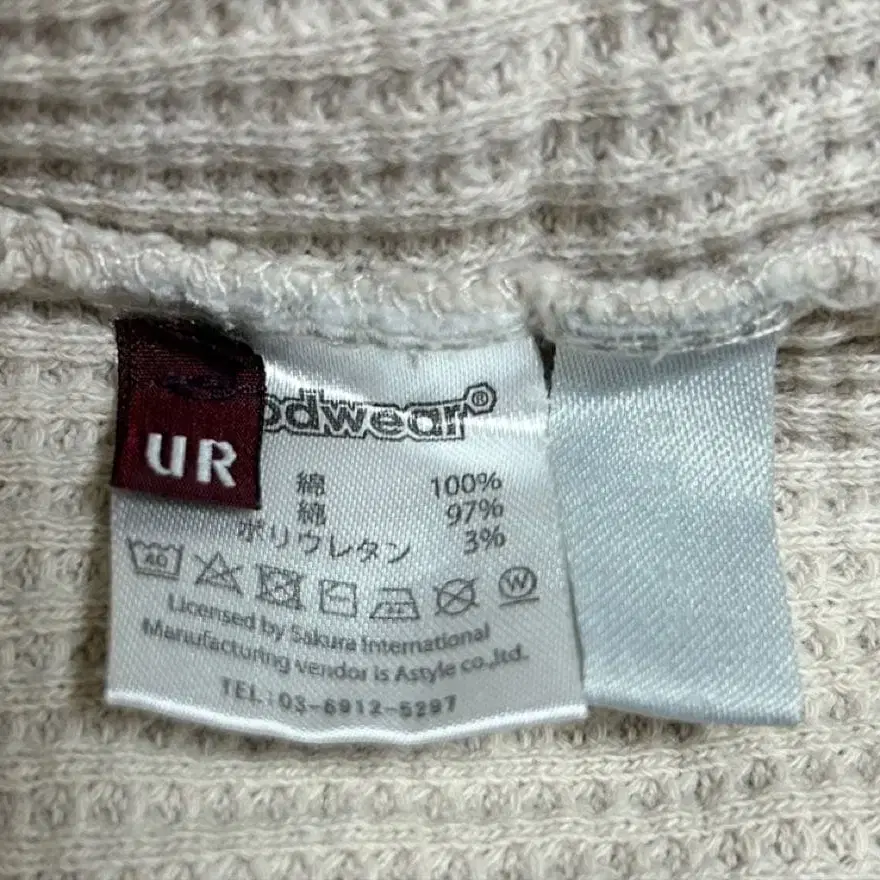 odwear®
UR
綿 100%
綿 97%
ポリウレタン 3%
40
W
Licensed by Sakura International
Manufacturing vendor is Astyle co.,ltd.
TEL:03-6912-5297